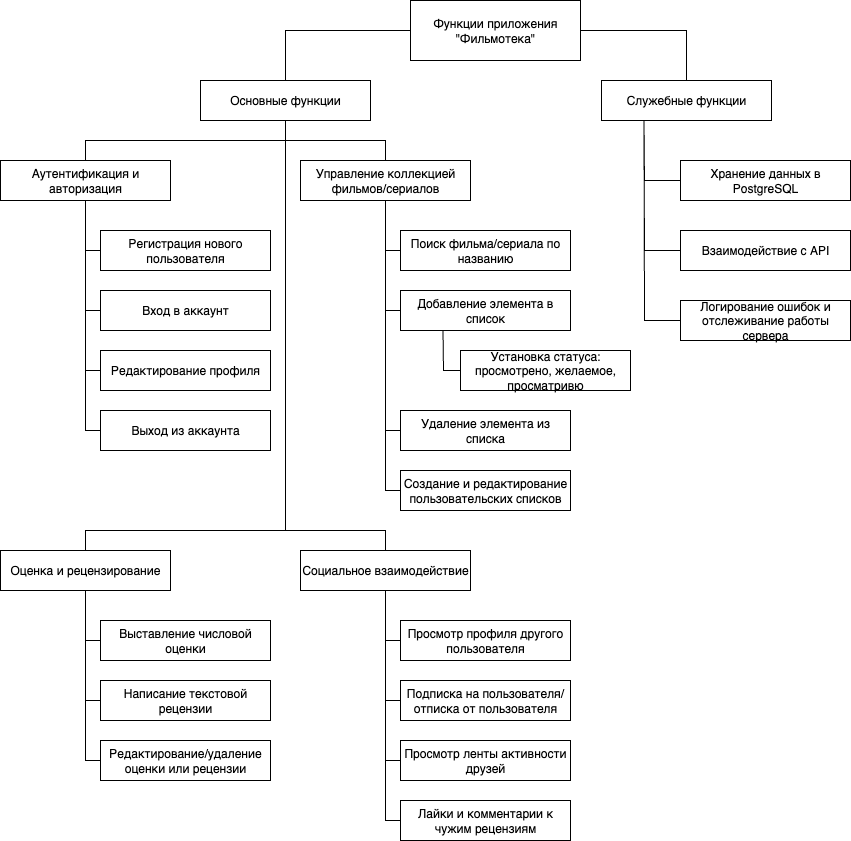 Функции приложения
"Фильмотека"
Основные функции
Служебные функции
Аутентификация и
авторизация
Управление коллекцией
фильмов/сериалов
Хранение данных в
PostgreSQL
Регистрация нового
пользователя
Поиск фильма/сериала по
названию
Взаимодействие с API
Вход в аккаунт
Добавление элемента в
список
Логирование ошибок и
отслеживание работы
сервера
Редактирование профиля
Установка статуса:
просмотрено, желаемое,
просматривю
Выход из аккаунта
Удаление элемента из
списка
Создание и редактирование
пользовательских списков
Оценка и рецензирование
Социальное взаимодействие
Выставление числовой
оценки
Просмотр профиля другого
пользователя
Написание текстовой
рецензии
Подписка на пользователя/
отписка от пользователя
Редактирование/удаление
оценки или рецензии
Просмотр ленты активности
друзей
Лайки и комментарии к
чужим рецензиям